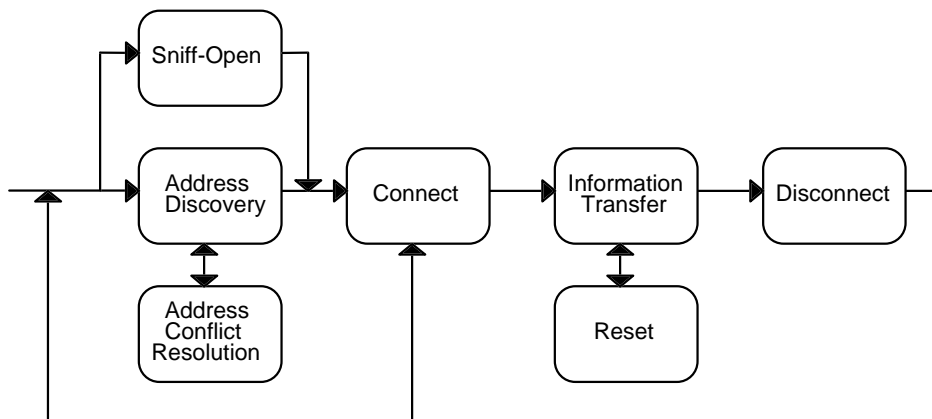 Sniff-Open
Address
Discovery
Connect
Information
Transfer
Disconnect
Address
Conflict
Resolution
Reset